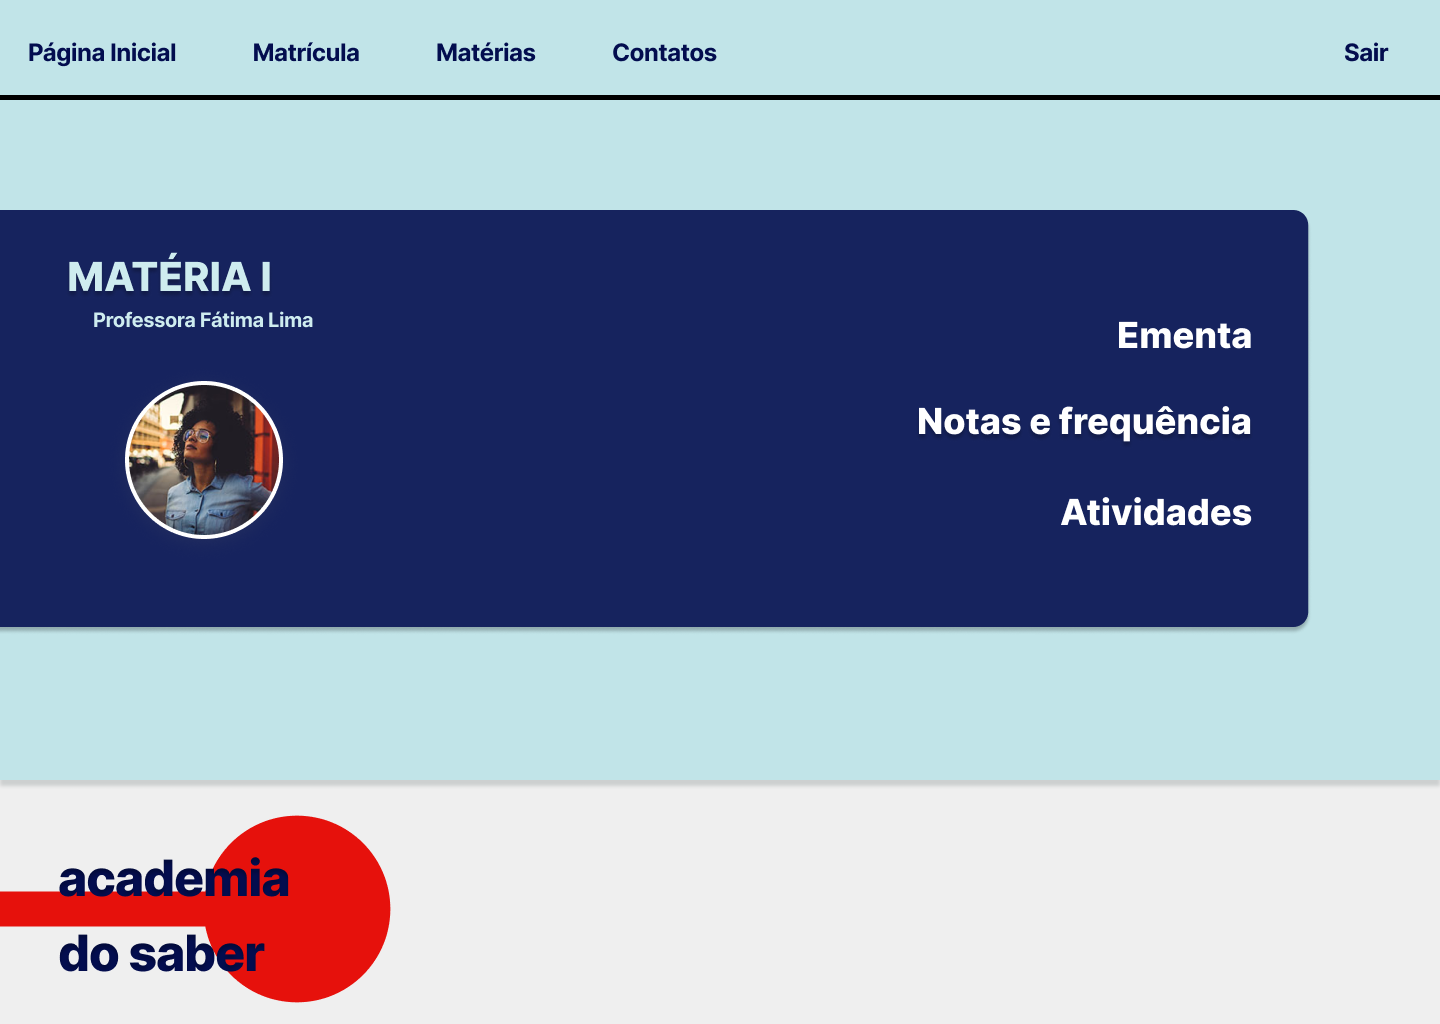 Página Inicial
Matrícula
Matérias
Contatos
Sair
MATÉRIA I
Professora Fátima Lima
Ementa
Notas e frequência
Atividades
academia
do saber